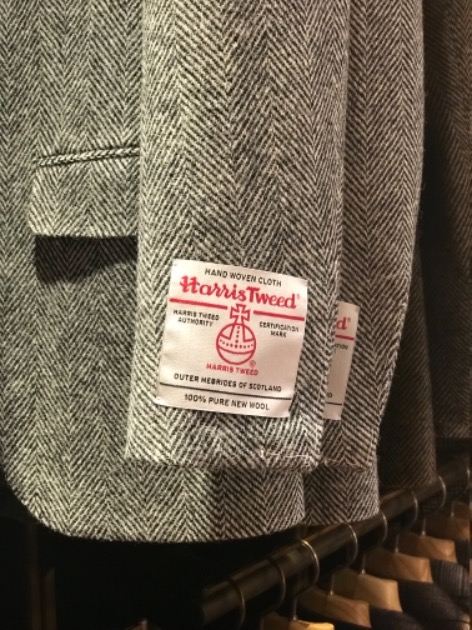 HAND WOVEN CLOTH
Harris Tweed®
HARRIS TWEED
AUTHORITY
CERTIFICATION
MARK
®
HARRIS TWEED
OUTER HEBRIDES OF SCOTLAND
100% PURE NEW WOOL
d®